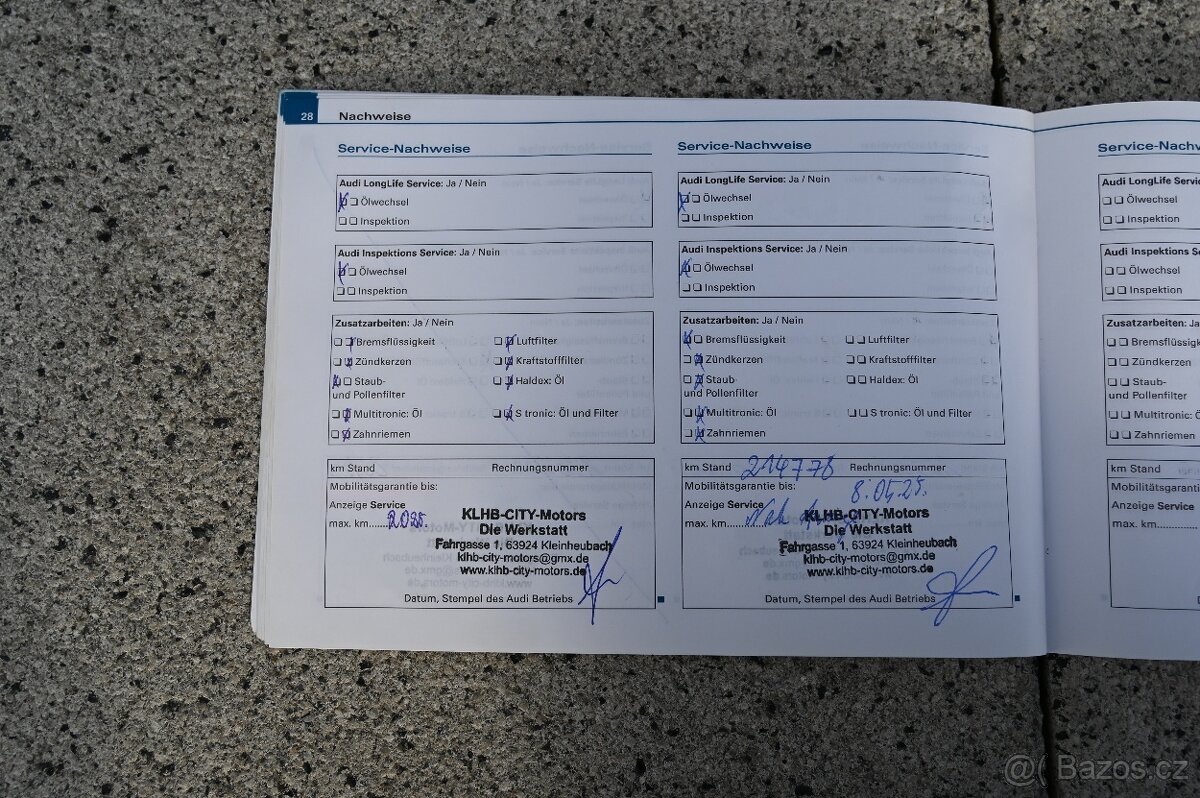 28 Nachweise
Service-Nachweise
Audi LongLife Service: Ja / Nein
Ölwechsel
Inspektion
Audi Inspektions Service: Ja / Nein
Ölwechsel
Inspektion
Zusatzarbeiten: Ja / Nein
Bremsflüssigkeit Luftfilter
Zündkerzen Kraftstofffilter
Staub- Haldex: Öl
und Pollenfilter
Multitronic: Öl S tronic: Öl und Filter
Zahnriemen
km Stand Rechnungsnummer
Mobilitätsgarantie bis:
Anzeige Service
max. km........
KLHB-CITY-Motors
Die Werkstatt
Fahrgasse 1, 63924 Kleinheubach
klhb-city-motors@gmx.de
www.klhb-city-motors.de
Datum, Stempel des Audi Betriebs
Service-Nachweise
Audi LongLife Service: Ja / Nein
Ölwechsel
Inspektion
Audi Inspektions Service: Ja / Nein
Ölwechsel
Inspektion
Zusatzarbeiten: Ja / Nein
Bremsflüssigkeit Luftfilter
Zündkerzen Kraftstofffilter
Staub- Haldex: Öl
und Pollenfilter
Multitronic: Öl S tronic: Öl und Filter
Zahnriemen
km Stand 214778 Rechnungsnummer
Mobilitätsgarantie bis: 8.05.25.
Anzeige Service
max. km........
KLHB-CITY-Motors
Die Werkstatt
Fahrgasse 1, 63924 Kleinheubach
klhb-city-motors@gmx.de
www.klhb-city-motors.de
Datum, Stempel des Audi Betriebs
Service-Nachw
Audi LongLife Servic
Ölwechsel
Inspektion
Audi Inspektions Se
Ölwechsel
Inspektion
Zusatzarbeiten: Ja /
Bremsflüssigke
Zündkerzen
Staub-
und Pollenfilter
Multitronic: Ö
Zahnriemen
km Stand
Mobilitätsgarantie
Anzeige Service
max. km........
@( Bazos.cz